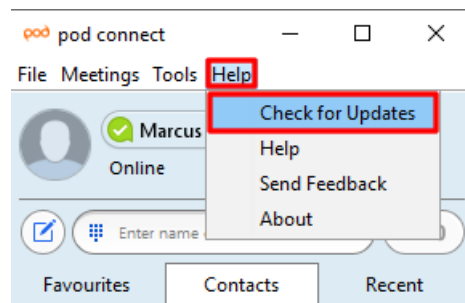 pod pod connect
File Meetings Tools Help
Check for Updates
Marcus
Help
Online
Send Feedback
About
Enter name
Favourites Contacts Recent